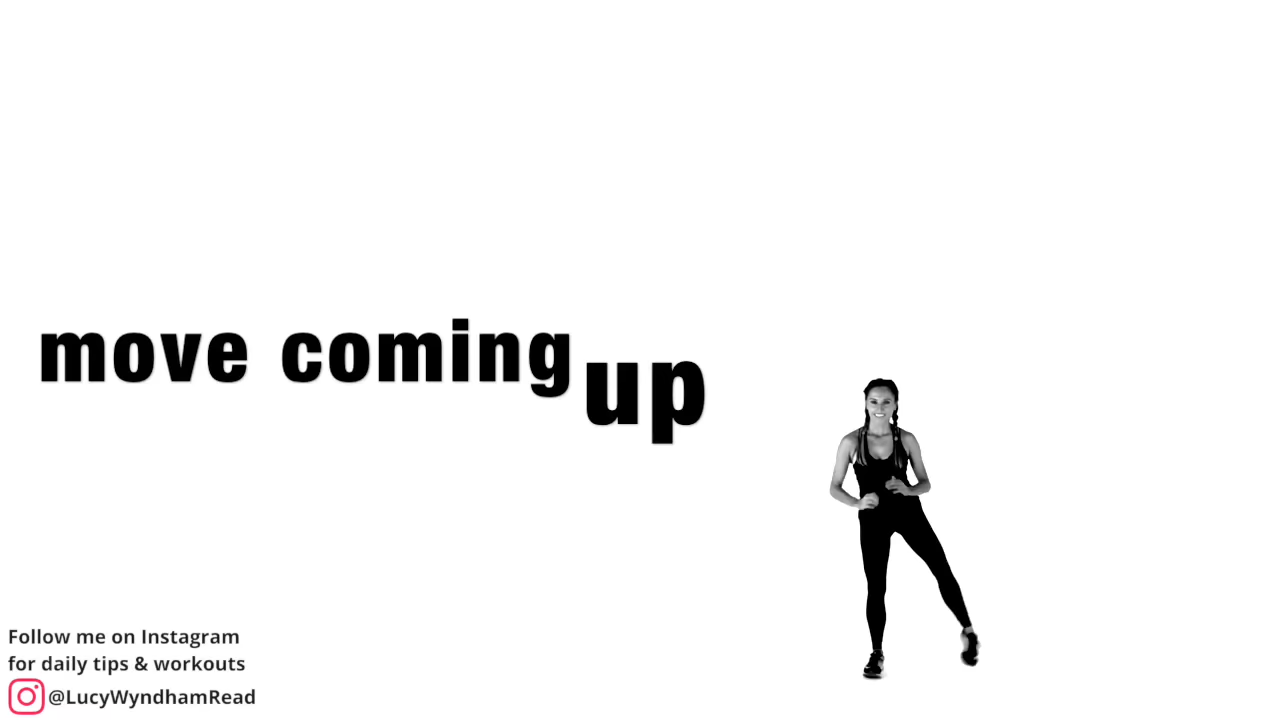 move coming up
Follow me on Instagram
for daily tips & workouts
@LucyWyndhamRead